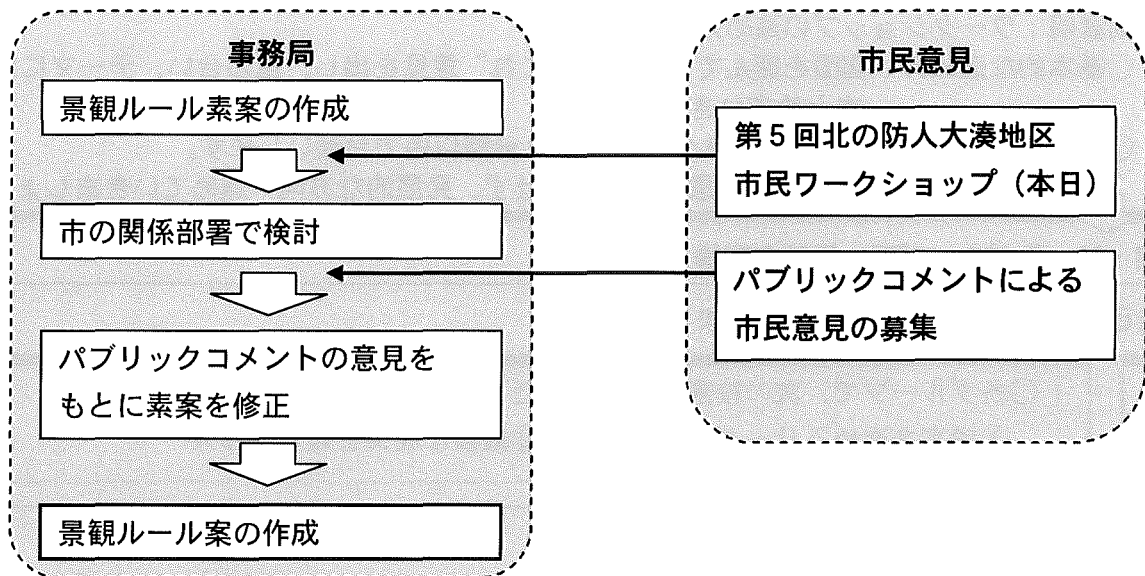 事務局
景観ルール素案の作成
市の関係部署で検討
パブリックコメントの意見を
もとに素案を修正
景観ルール案の作成
市民意見
第5回北の防人大湊地区
市民ワークショップ（本日）
パブリックコメントによる
市民意見の募集